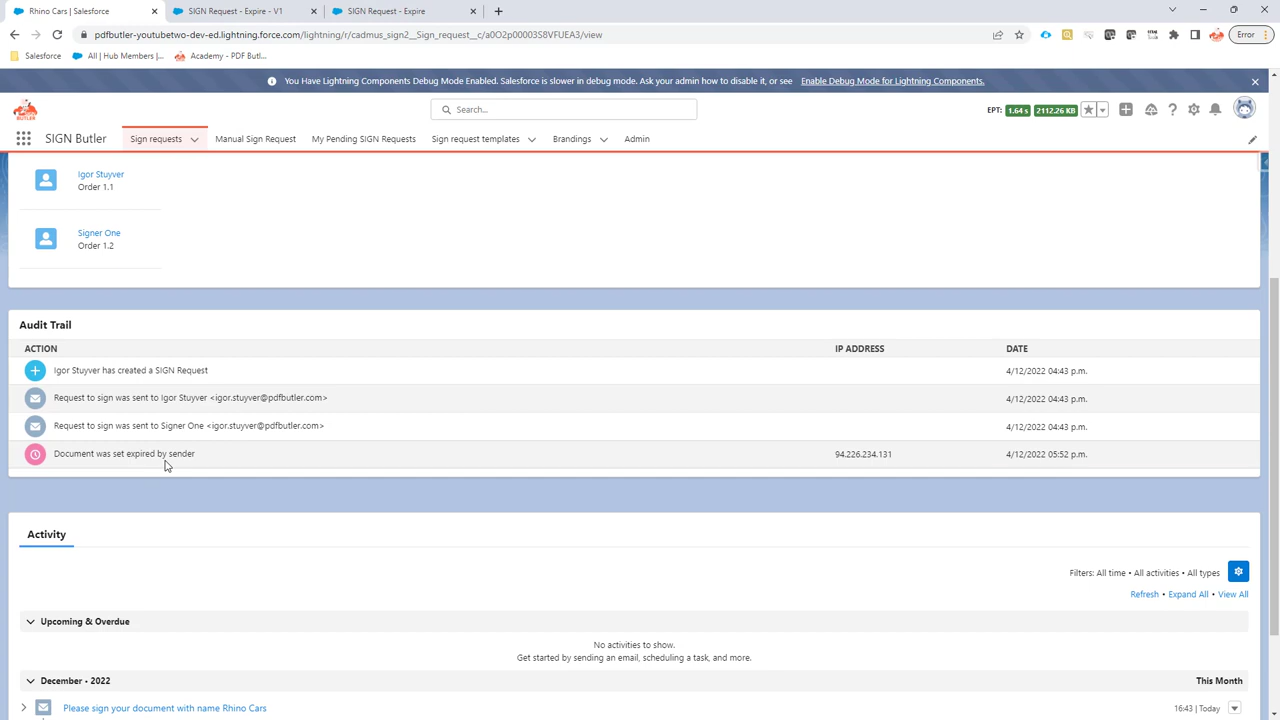 Rhino Cars | Salesforce
SIGN Request - Expire - V1
SIGN Request - Expire
pdfbutler-youtubetwo-dev-ed.lightning.force.com/lightning/r/cadmus_sign2__Sign_request__c/a0O2p00003S8VFUEA3/view
Error
Salesforce
All | Hub Members |...
Academy - PDF Butl...
You Have Lightning Components Debug Mode Enabled. Salesforce is slower in debug mode. Ask your admin how to disable it, or see Enable Debug Mode for Lightning Components.
BUTLER
Search...
EPT: 1.64 s 2112.26 KB
SIGN Butler
Sign requests
Manual Sign Request
My Pending SIGN Requests
Sign request templates
Brandings
Admin
Igor Stuyver
Order 1.1
Signer One
Order 1.2
Audit Trail
ACTION IP ADDRESS DATE
Igor Stuyver has created a SIGN Request 4/12/2022 04:43 p.m.
Request to sign was sent to Igor Stuyver <igor.stuyver@pdfbutler.com> 4/12/2022 04:43 p.m.
Request to sign was sent to Signer One <igor.stuyver@pdfbutler.com> 4/12/2022 04:43 p.m.
Document was set expired by sender 94.226.234.131 4/12/2022 05:52 p.m.
Activity
Filters: All time • All activities • All types
Refresh • Expand All • View All
Upcoming & Overdue
No activities to show.
Get started by sending an email, scheduling a task, and more.
December • 2022 This Month
Please sign your document with name Rhino Cars 16:43 | Today